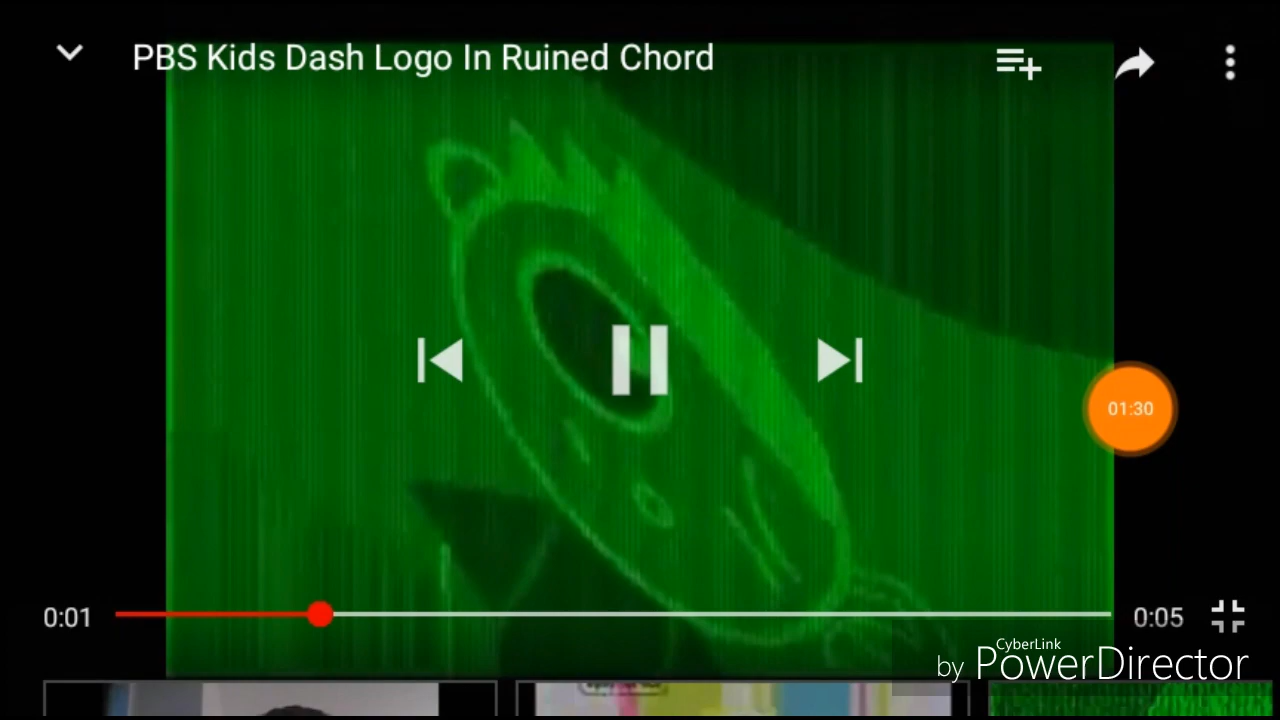 PBS Kids Dash Logo In Ruined Chord
01:30
0:01
0:05
CyberLink
by PowerDirector